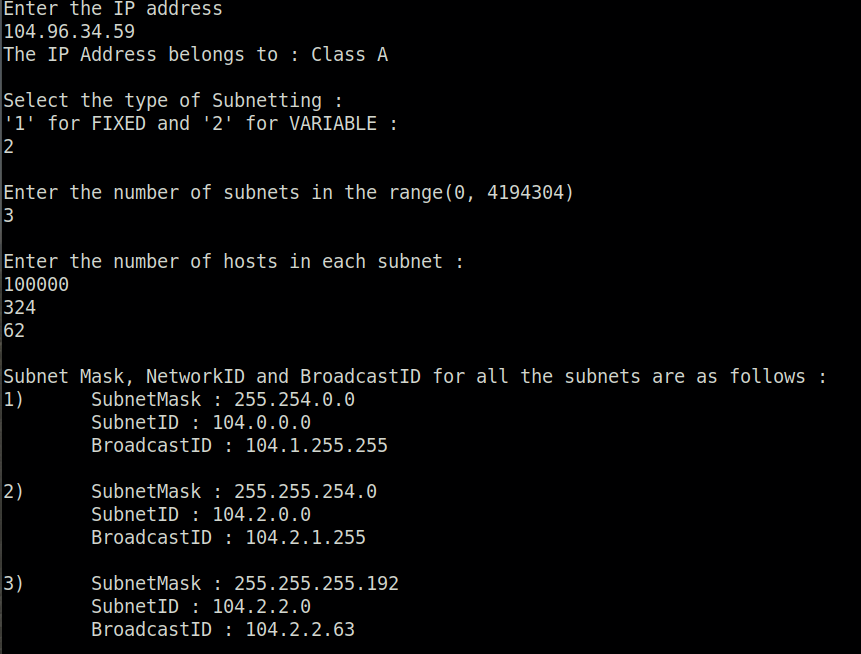 Enter the IP address
104.96.34.59
The IP Address belongs to : Class A
Select the type of Subnetting :
'1' for FIXED and '2' for VARIABLE :
2
Enter the number of subnets in the range(0, 4194304)
3
Enter the number of hosts in each subnet :
100000
324
62
Subnet Mask, NetworkID and BroadcastID for all the subnets are as follows :
1) SubnetMask : 255.254.0.0
SubnetID : 104.0.0.0
BroadcastID : 104.1.255.255
2) SubnetMask : 255.255.254.0
SubnetID : 104.2.0.0
BroadcastID : 104.2.1.255
3) SubnetMask : 255.255.255.192
SubnetID : 104.2.2.0
BroadcastID : 104.2.2.63